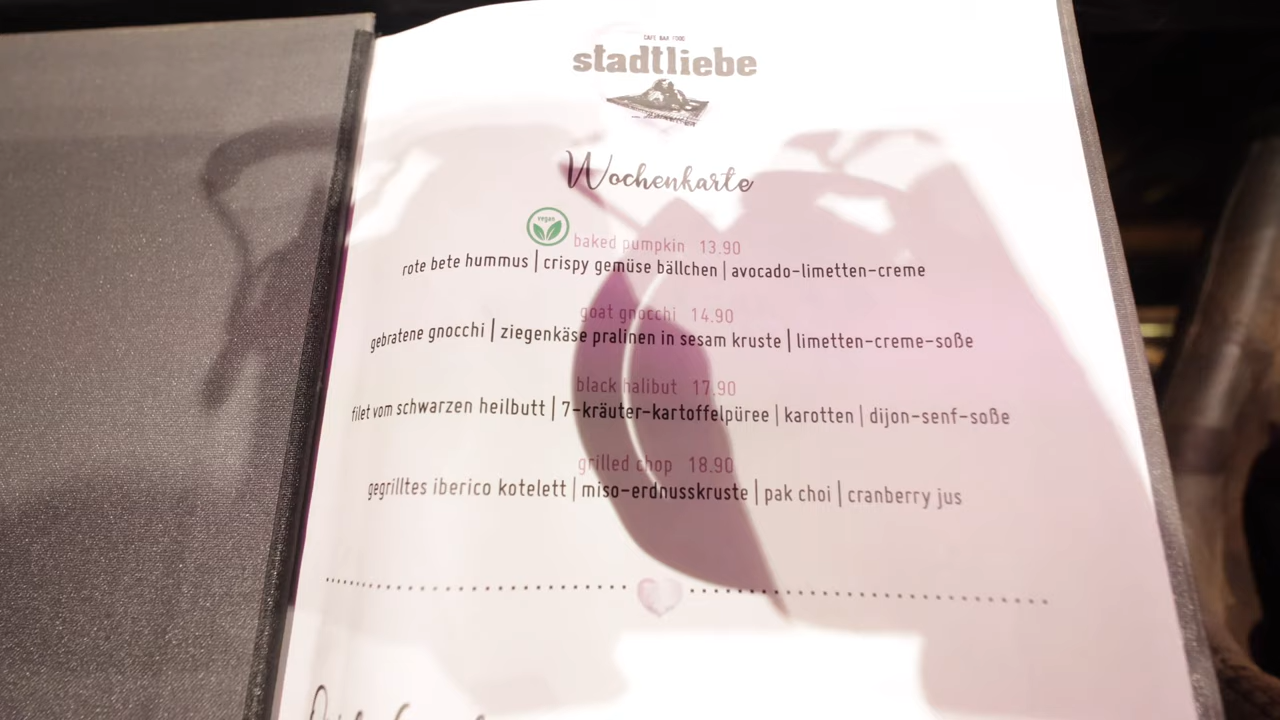 CAFE BAR FOOD
stadtliebe
Wochenkarte
vegan
baked pumpkin 13.90
rote bete hummus | crispy gemüse bällchen | avocado-limetten-creme
goat gnocchi 14.90
gebratene gnocchi | ziegenkäse pralinen in sesam kruste | limetten-creme-soße
black halibut 17.90
filet vom schwarzen heilbutt | 7-kräuter-kartoffelpüree | karotten | dijon-senf-soße
grilled chop 18.90
gegrilltes iberico kotelett | miso-erdnusskruste | pak choi | cranberry jus